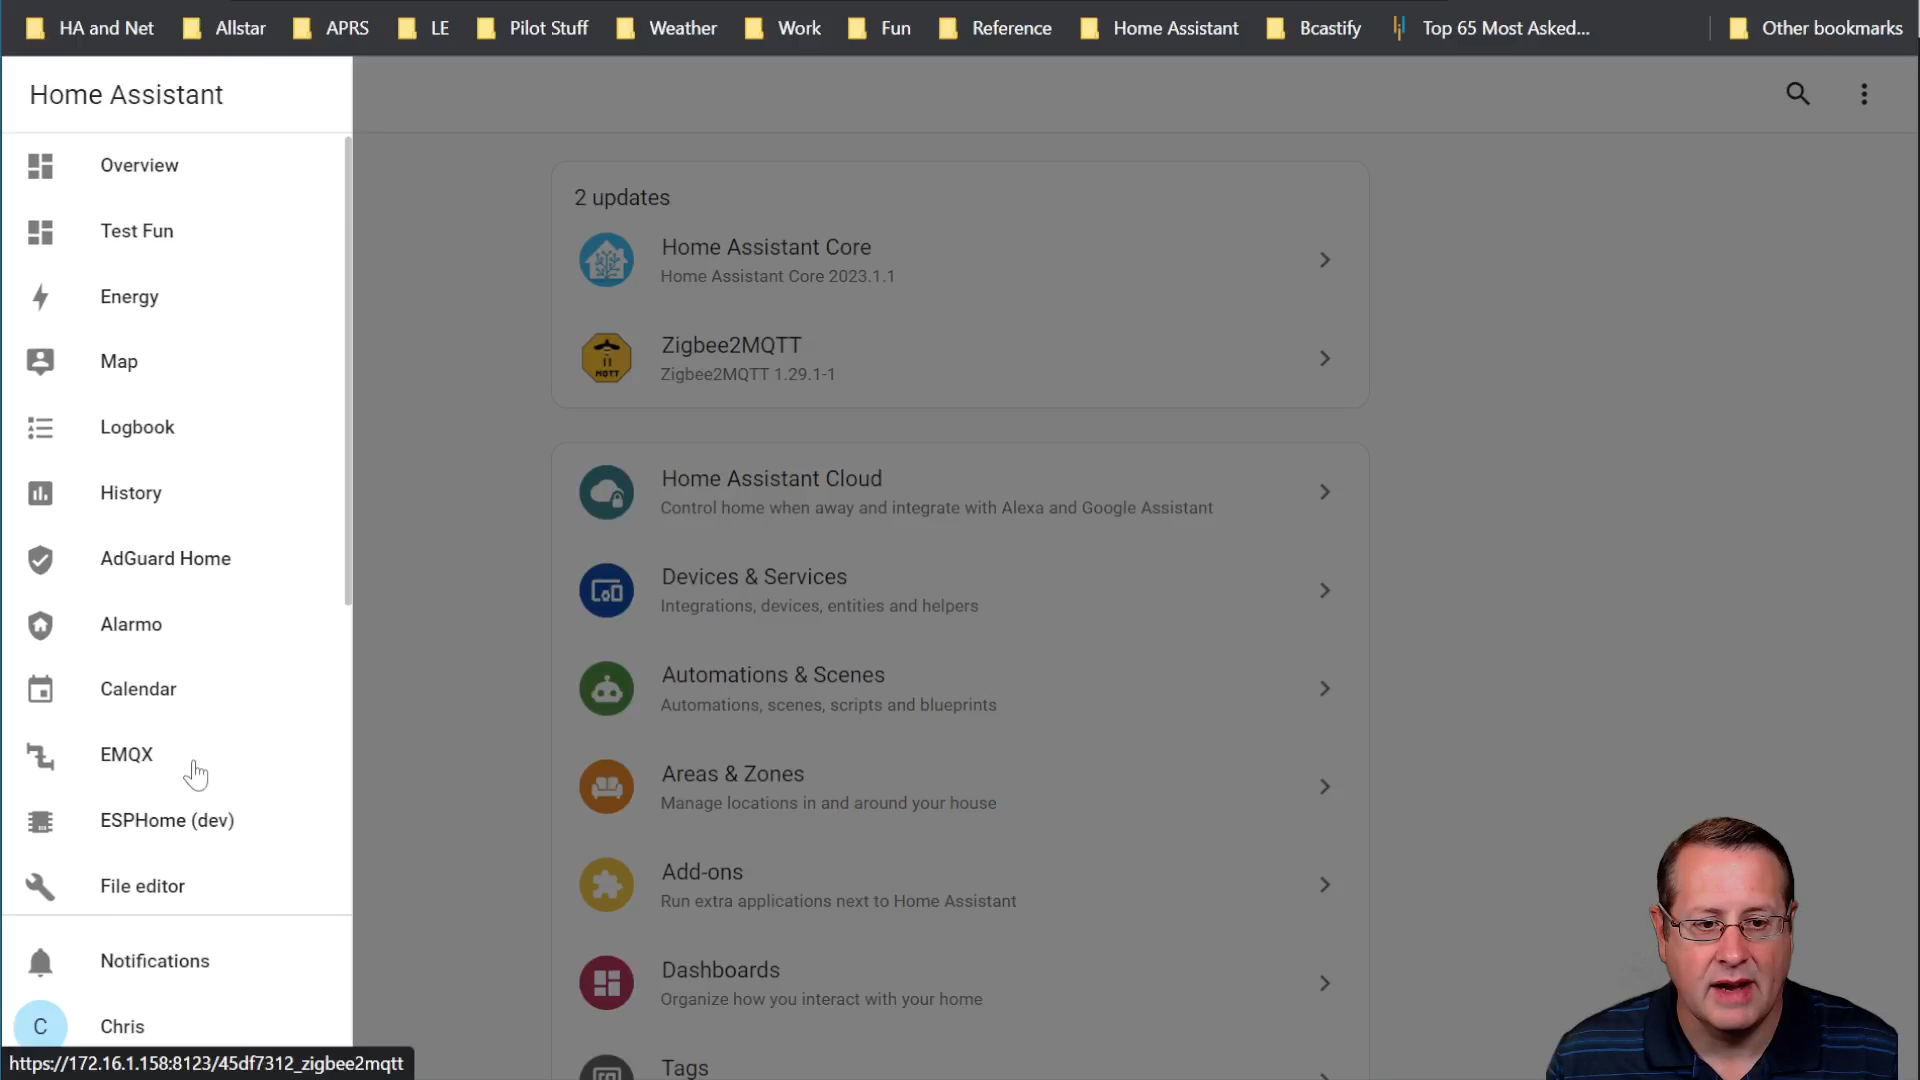 HA and Net
Allstar
APRS
LE
Pilot Stuff
Weather
Work
Fun
Reference
Home Assistant
Bcastify
Top 65 Most Asked...
Other bookmarks
Home Assistant
Overview
Test Fun
Energy
Map
Logbook
History
AdGuard Home
Alarmo
Calendar
EMQX
ESPHome (dev)
File editor
Notifications
C
Chris
https://172.16.1.158:8123/45df7312_zigbee2mqtt
2 updates
Home Assistant Core
Home Assistant Core 2023.1.1
MQTT
Zigbee2MQTT
Zigbee2MQTT 1.29.1-1
Home Assistant Cloud
Control home when away and integrate with Alexa and Google Assistant
Devices & Services
Integrations, devices, entities and helpers
Automations & Scenes
Automations, scenes, scripts and blueprints
Areas & Zones
Manage locations in and around your house
Add-ons
Run extra applications next to Home Assistant
Dashboards
Organize how you interact with your home
Tags